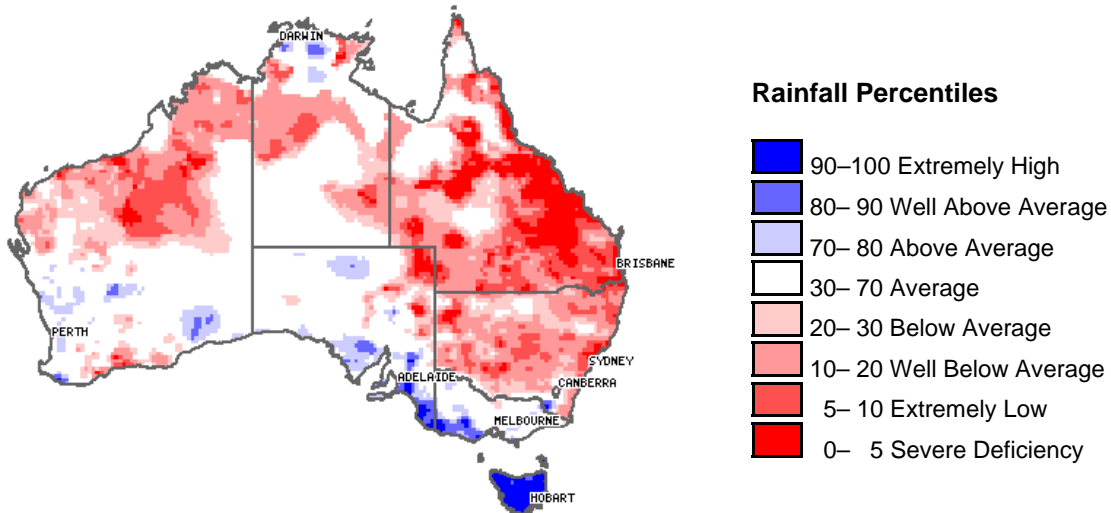 DARWIN
PERTH
ADELAIDE
MELBOURNE
HOBART
CANBERRA
SYDNEY
BRISBANE
Rainfall Percentiles
90–100 Extremely High
80– 90 Well Above Average
70– 80 Above Average
30– 70 Average
20– 30 Below Average
10– 20 Well Below Average
5– 10 Extremely Low
0– 5 Severe Deficiency